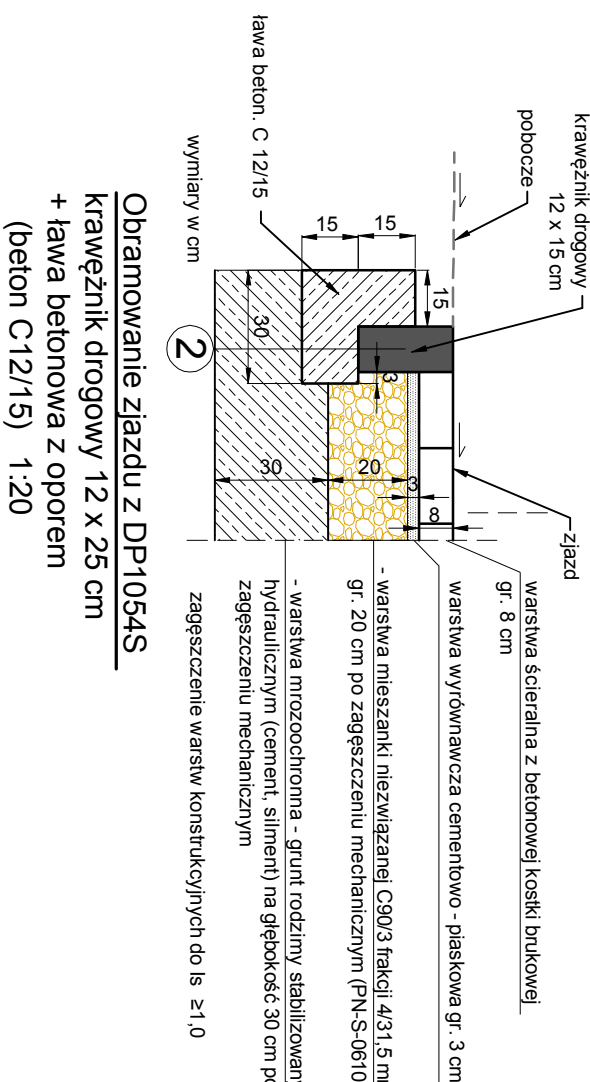 krawężnik drogowy
12 x 15 cm
pobocze
ława beton. C 12/15
wymiary w cm
zjazd
15
15
15
30
3
30
20
3
8
2
warstwa ścieralna z betonowej kostki brukowej
gr. 8 cm
warstwa wyrównawcza cementowo - piaskowa gr. 3 cm
- warstwa mieszanki niezwiązanej C90/3 frakcji 4/31,5 m
gr. 20 cm po zagęszczeniu mechanicznym (PN-S-0610
- warstwa mrozoochronna - grunt rodzimy stabilizowany
hydraulicznym (cement, silment) na głębokość 30 cm po
zagęszczeniu mechanicznym
zagęszczenie warstw konstrukcyjnych do Is ≥1,0
Obramowanie zjazdu z DP1054S
krawężnik drogowy 12 x 25 cm
+ ława betonowa z oporem
(beton C12/15) 1:20